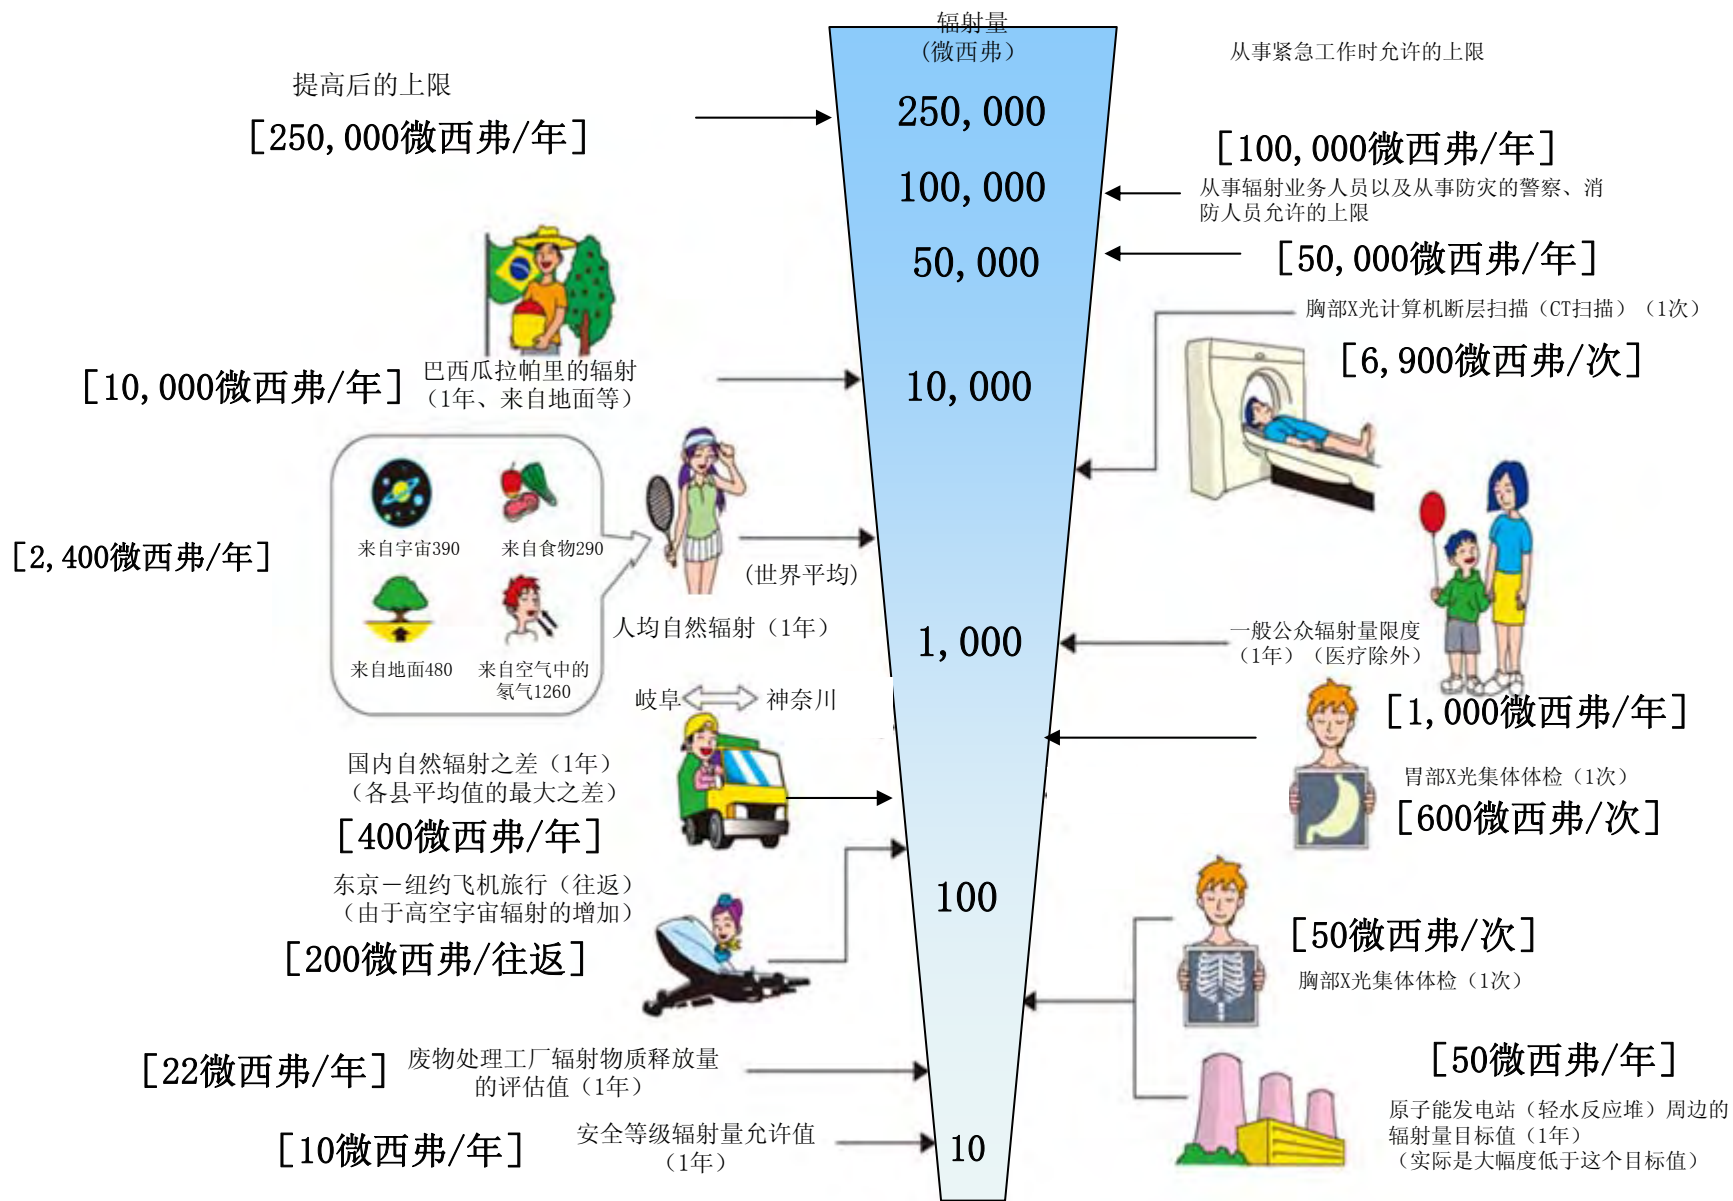 辐射量
(微西弗)
250,000
100,000
50,000
10,000
1,000
100
10
提高后的上限
[250,000微西弗/年]
[10,000微西弗/年]
巴西瓜拉帕里的辐射
（1年、来自地面等）
来自宇宙390
来自食物290
来自地面480
来自空气中的
氡气1260
[2,400微西弗/年]
(世界平均)
人均自然辐射（1年）
岐阜
神奈川
国内自然辐射之差（1年）
（各县平均值的最大之差）
[400微西弗/年]
东京－纽约飞机旅行（往返）
（由于高空宇宙辐射的增加）
[200微西弗/往返]
[22微西弗/年]
废物处理工厂辐射物质释放量
的评估值（1年）
[10微西弗/年]
安全等级辐射量允许值
（1年）
从事紧急工作时允许的上限
[100,000微西弗/年]
从事辐射业务人员以及从事防灾的警察、消
防人员允许的上限
[50,000微西弗/年]
胸部X光计算机断层扫描（CT扫描）（1次）
[6,900微西弗/次]
一般公众辐射量限度
（1年）（医疗除外）
[1,000微西弗/年]
胃部X光集体体检（1次）
[600微西弗/次]
[50微西弗/次]
胸部X光集体体检（1次）
[50微西弗/年]
原子能发电站（轻水反应堆）周边的
辐射量目标值（1年）
（实际是大幅度低于这个目标值）